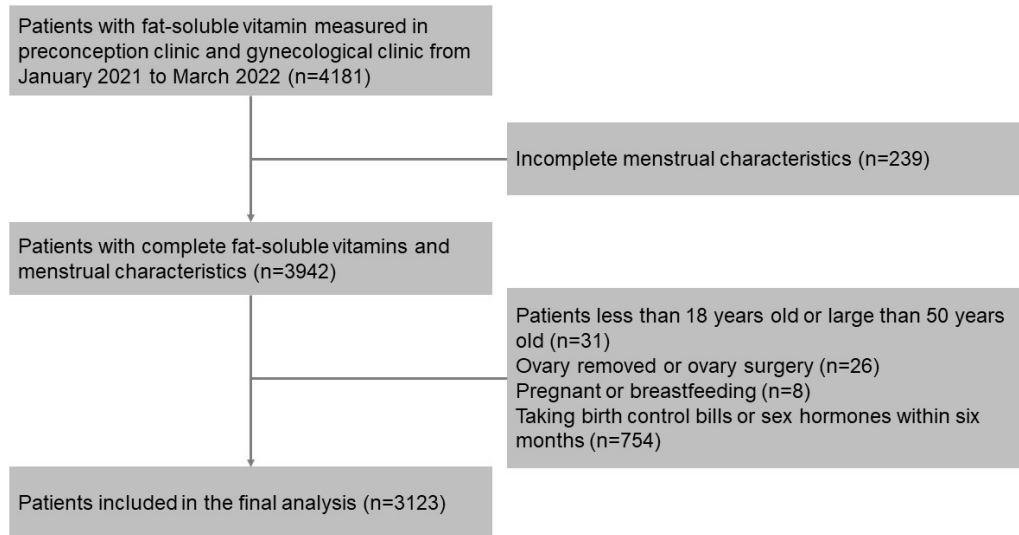 Patients with fat-soluble vitamin measured in
preconception clinic and gynecological clinic from
January 2021 to March 2022 (n=4181)
Incomplete menstrual characteristics (n=239)
Patients with complete fat-soluble vitamins and
menstrual characteristics (n=3942)
Patients less than 18 years old or large than 50 years
old (n=31)
Ovary removed or ovary surgery (n=26)
Pregnant or breastfeeding (n=8)
Taking birth control bills or sex hormones within six
months (n=754)
Patients included in the final analysis (n=3123)